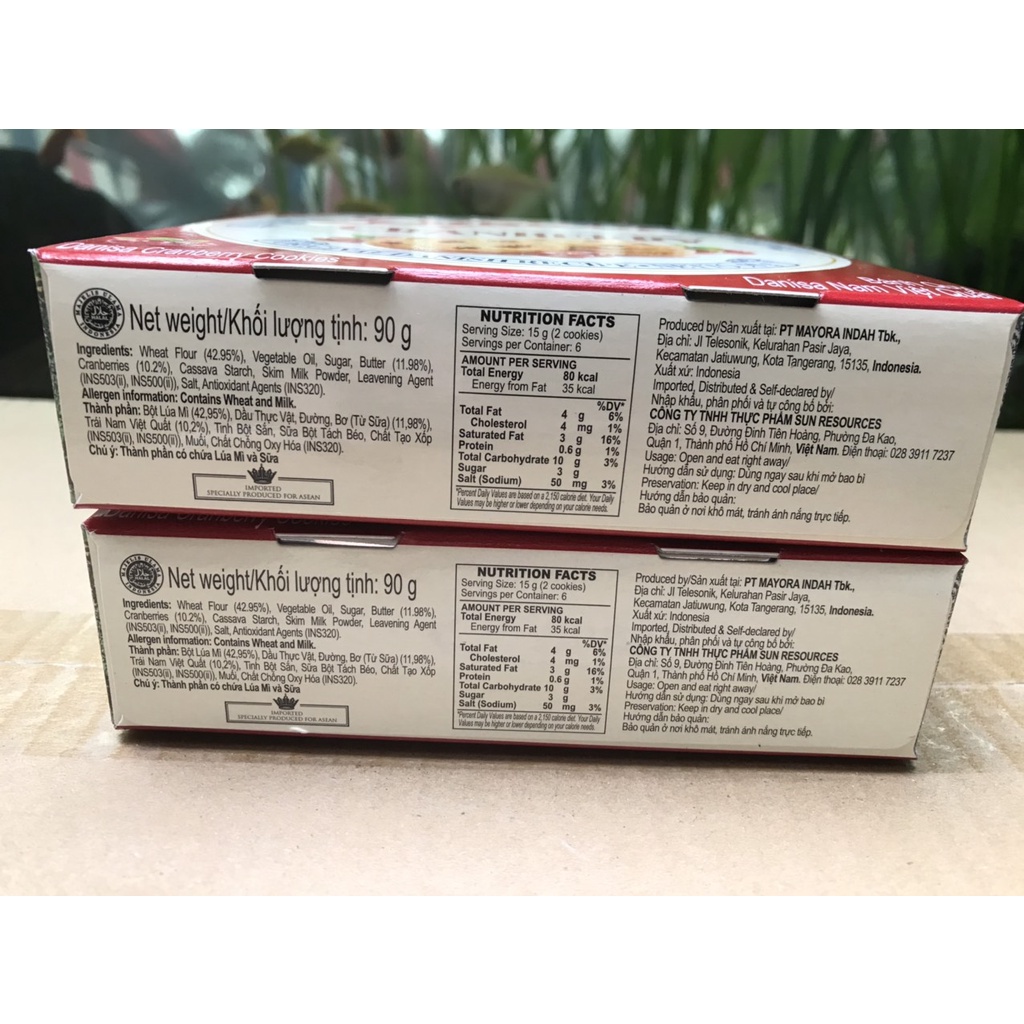 Danisa Cranberry Cookies
Danisa Nam Việt Quất
Net weight/Khối lượng tịnh: 90 g
Ingredients: Wheat Flour (42.95%), Vegetable Oil, Sugar, Butter (11.98%),
Cranberries (10.2%), Cassava Starch, Skim Milk Powder, Leavening Agent
(INS503(ii), INS500(ii)), Salt, Antioxidant Agents (INS320).
Allergen information: Contains Wheat and Milk.
Thành phần: Bột Lúa Mì (42,95%), Dầu Thực Vật, Đường, Bơ (Từ Sữa) (11,98%),
Trái Nam Việt Quất (10,2%), Tinh Bột Sắn, Sữa Bột Tách Béo, Chất Tạo Xốp
(INS503(ii), INS500(ii)), Muối, Chất Chống Oxy Hóa (INS320).
Chú ý: Thành phần có chứa Lúa Mì và Sữa
IMPORTED
SPECIALLY PRODUCED FOR ASEAN
NUTRITION FACTS
Serving Size: 15 g (2 cookies)
Servings per Container: 6
AMOUNT PER SERVING
Total Energy 80 kcal
Energy from Fat 35 kcal
%DV*
Total Fat 4 g 6%
Cholesterol 4 mg 1%
Saturated Fat 3 g 16%
Protein 0.6 g 1%
Total Carbohydrate 10 g 3%
Sugar 3 g
Salt (Sodium) 50 mg 3%
*Percent Daily Values are based on a 2,150 calorie diet. Your Daily
Values may be higher or lower depending on your calorie needs.
Produced by/Sản xuất tại: PT MAYORA INDAH Tbk.,
Địa chỉ: Jl Telesonik, Kelurahan Pasir Jaya,
Kecamatan Jatiuwung, Kota Tangerang, 15135, Indonesia.
Xuất xứ: Indonesia
Imported, Distributed & Self-declared by/
Nhập khẩu, phân phối và tự công bố bởi:
CÔNG TY TNHH THỰC PHẨM SUN RESOURCES
Địa chỉ: Số 9, Đường Đinh Tiên Hoàng, Phường Đa Kao,
Quận 1, Thành phố Hồ Chí Minh, Việt Nam. Điện thoại: 028 3911 7237
Usage: Open and eat right away/
Hướng dẫn sử dụng: Dùng ngay sau khi mở bao bì
Preservation: Keep in dry and cool place/
Hướng dẫn bảo quản:
Bảo quản ở nơi khô mát, tránh ánh nắng trực tiếp.
Net weight/Khối lượng tịnh: 90 g
Ingredients: Wheat Flour (42.95%), Vegetable Oil, Sugar, Butter (11.98%),
Cranberries (10.2%), Cassava Starch, Skim Milk Powder, Leavening Agent
(INS503(ii), INS500(ii)), Salt, Antioxidant Agents (INS320).
Allergen information: Contains Wheat and Milk.
Thành phần: Bột Lúa Mì (42,95%), Dầu Thực Vật, Đường, Bơ (Từ Sữa) (11,98%),
Trái Nam Việt Quất (10,2%), Tinh Bột Sắn, Sữa Bột Tách Béo, Chất Tạo Xốp
(INS503(ii), INS500(ii)), Muối, Chất Chống Oxy Hóa (INS320).
Chú ý: Thành phần có chứa Lúa Mì và Sữa
IMPORTED
SPECIALLY PRODUCED FOR ASEAN
NUTRITION FACTS
Serving Size: 15 g (2 cookies)
Servings per Container: 6
AMOUNT PER SERVING
Total Energy 80 kcal
Energy from Fat 35 kcal
%DV*
Total Fat 4 g 6%
Cholesterol 4 mg 1%
Saturated Fat 3 g 16%
Protein 0.6 g 1%
Total Carbohydrate 10 g 3%
Sugar 3 g
Salt (Sodium) 50 mg 3%
*Percent Daily Values are based on a 2,150 calorie diet. Your Daily
Values may be higher or lower depending on your calorie needs.
Produced by/Sản xuất tại: PT MAYORA INDAH Tbk.,
Địa chỉ: Jl Telesonik, Kelurahan Pasir Jaya,
Kecamatan Jatiuwung, Kota Tangerang, 15135, Indonesia.
Xuất xứ: Indonesia
Imported, Distributed & Self-declared by/
Nhập khẩu, phân phối và tự công bố bởi:
CÔNG TY TNHH THỰC PHẨM SUN RESOURCES
Địa chỉ: Số 9, Đường Đinh Tiên Hoàng, Phường Đa Kao,
Quận 1, Thành phố Hồ Chí Minh, Việt Nam. Điện thoại: 028 3911 7237
Usage: Open and eat right away/
Hướng dẫn sử dụng: Dùng ngay sau khi mở bao bì
Preservation: Keep in dry and cool place/
Hướng dẫn bảo quản:
Bảo quản ở nơi khô mát, tránh ánh nắng trực tiếp.